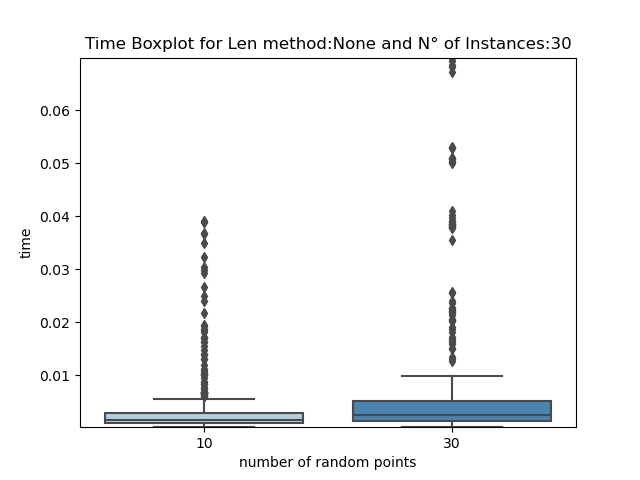 Time Boxplot for Len method:None and N° of Instances:30
0.06
0.05
0.04
0.03
0.02
0.01
time
10 30
number of random points